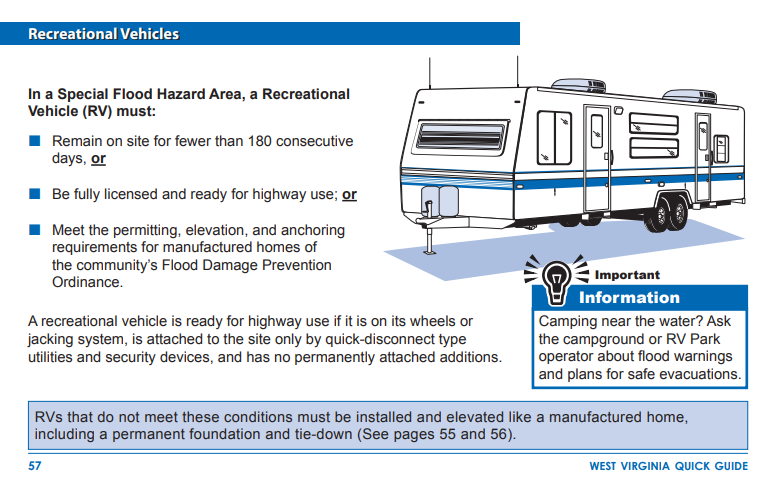 Recreational Vehicles
In a Special Flood Hazard Area, a Recreational
Vehicle (RV) must:
Remain on site for fewer than 180 consecutive
days, or
Be fully licensed and ready for highway use; or
Meet the permitting, elevation, and anchoring
requirements for manufactured homes of
the community's Flood Damage Prevention
Ordinance.
A recreational vehicle is ready for highway use if it is on its wheels or
jacking system, is attached to the site only by quick-disconnect type
utilities and security devices, and has no permanently attached additions.
Important
Information
Camping near the water? Ask
the campground or RV Park
operator about flood warnings
and plans for safe evacuations.
RVs that do not meet these conditions must be installed and elevated like a manufactured home,
including a permanent foundation and tie-down (See pages 55 and 56).
57
WEST VIRGINIA QUICK GUIDE